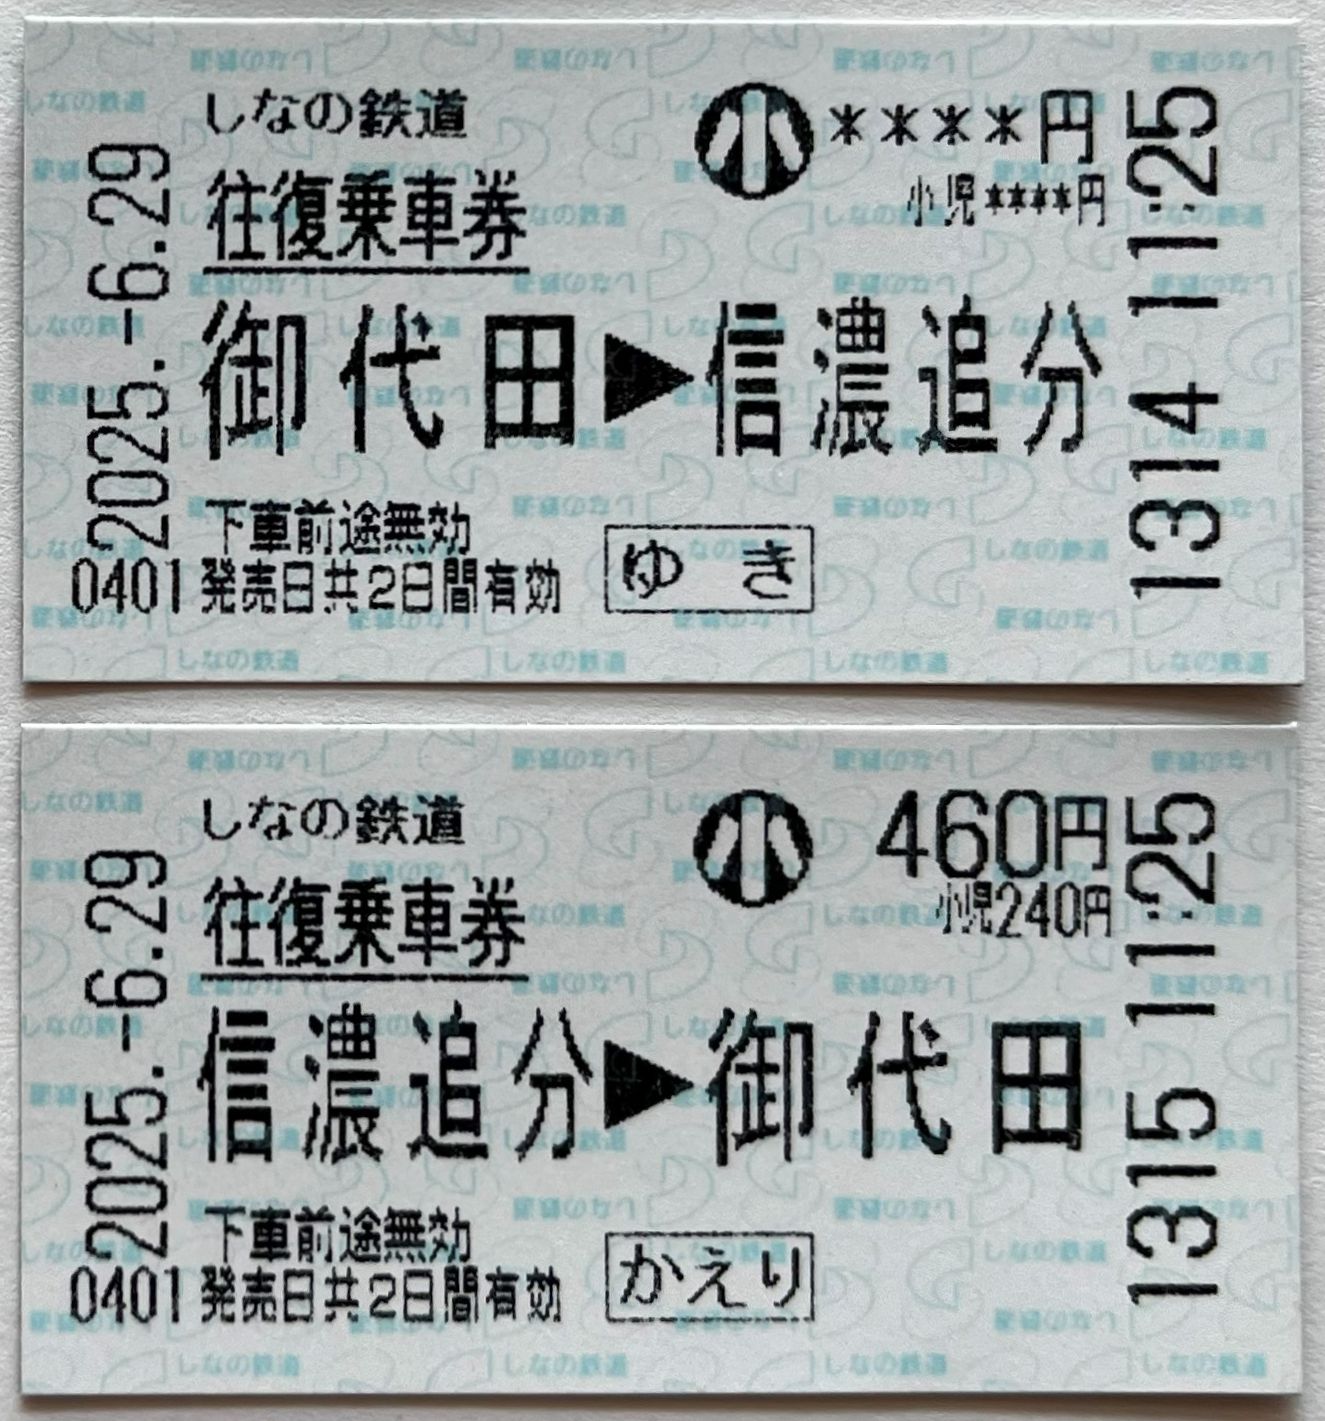 しなの鉄道
往復乗車券
小 ****円
小児****円
御代田▶信濃追分
下車前途無効
発売日共2日間有効
ゆき
2025.-6.29
0401
1314 11:25
しなの鉄道
往復乗車券
小 460円
小児240円
信濃追分▶御代田
下車前途無効
発売日共2日間有効
かえり
2025.-6.29
0401
1315 11:25